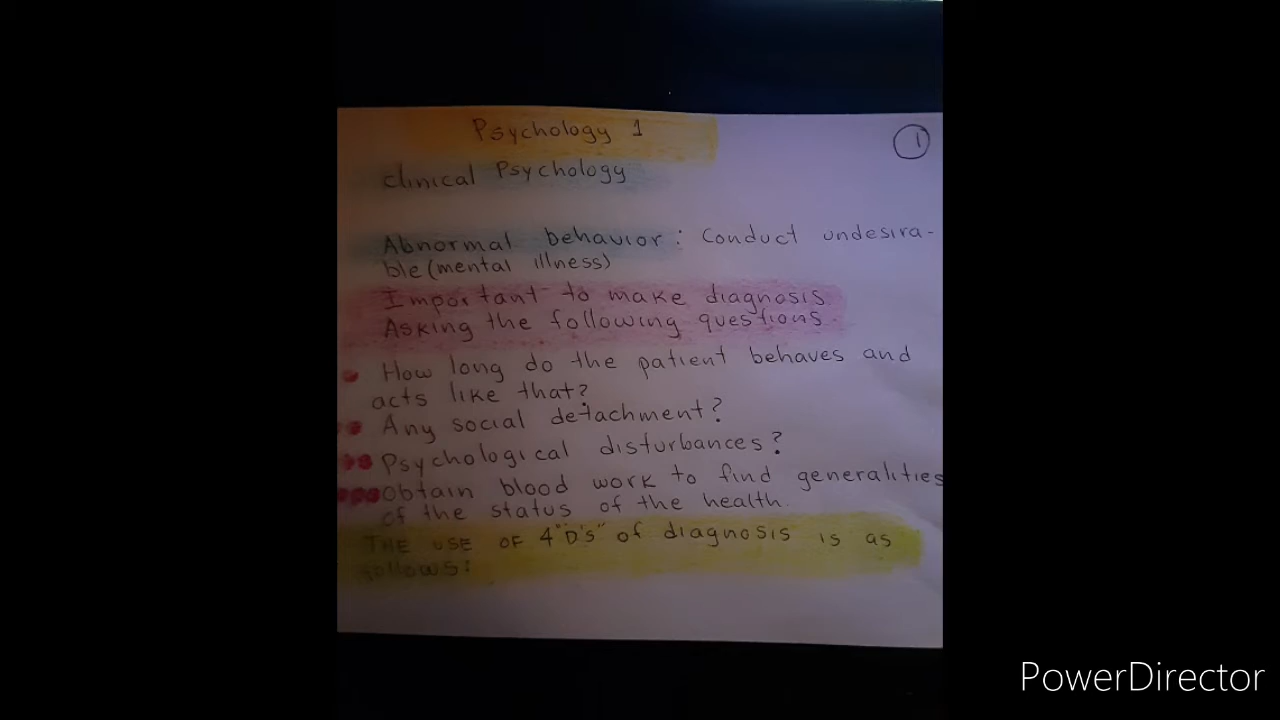 Psychology 1
1
Clinical Psychology
Abnormal behavior: Conduct undesira-
ble (mental illness)
Important to make diagnosis
Asking the following questions
How long do the patient behaves and
acts like that?
Any social detachment?
Psychological disturbances?
Obtain blood work to find generalities
of the status of the health.
THE USE OF 4 "D's" of diagnosis is as
follows:
PowerDirector